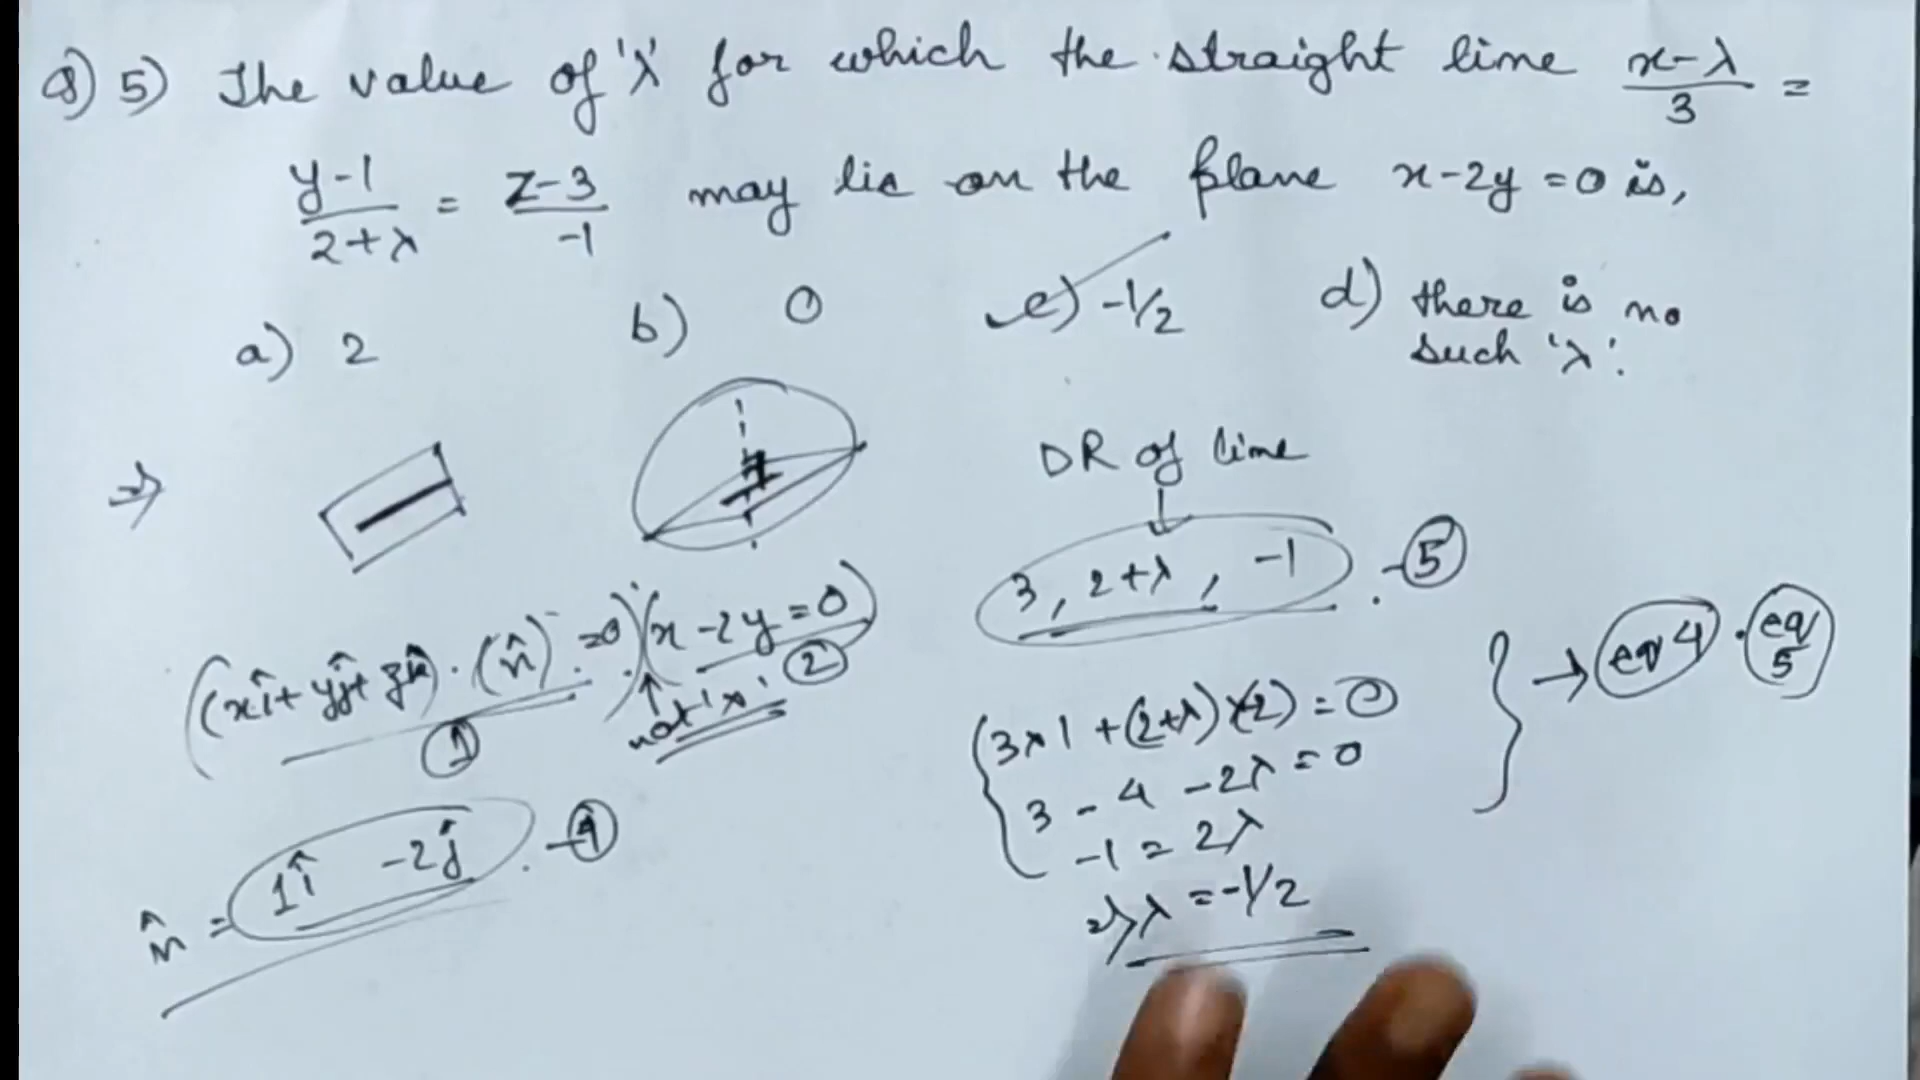 Q) 5) The value of 'λ' for which the straight line x-λ/3 =
y-1/2+λ = z-3/-1 may lie on the plane x-2y=0 is,
a) 2 b) 0 c) -1/2 d) there is no such 'λ'.
⇒
DR of line
↓
3, 2+λ, -1 . -(5)
(xî+yĵ+zk̂)·(n̂)=0 (1)
(x-2y=0) (2)
↑
not 'λ'
n̂ = 1î -2ĵ . -(4)
3×1+(2+λ)×(-2)=0
3-4-2λ=0
-1=2λ
⇒λ=-1/2
→ eq 4 · eq 5